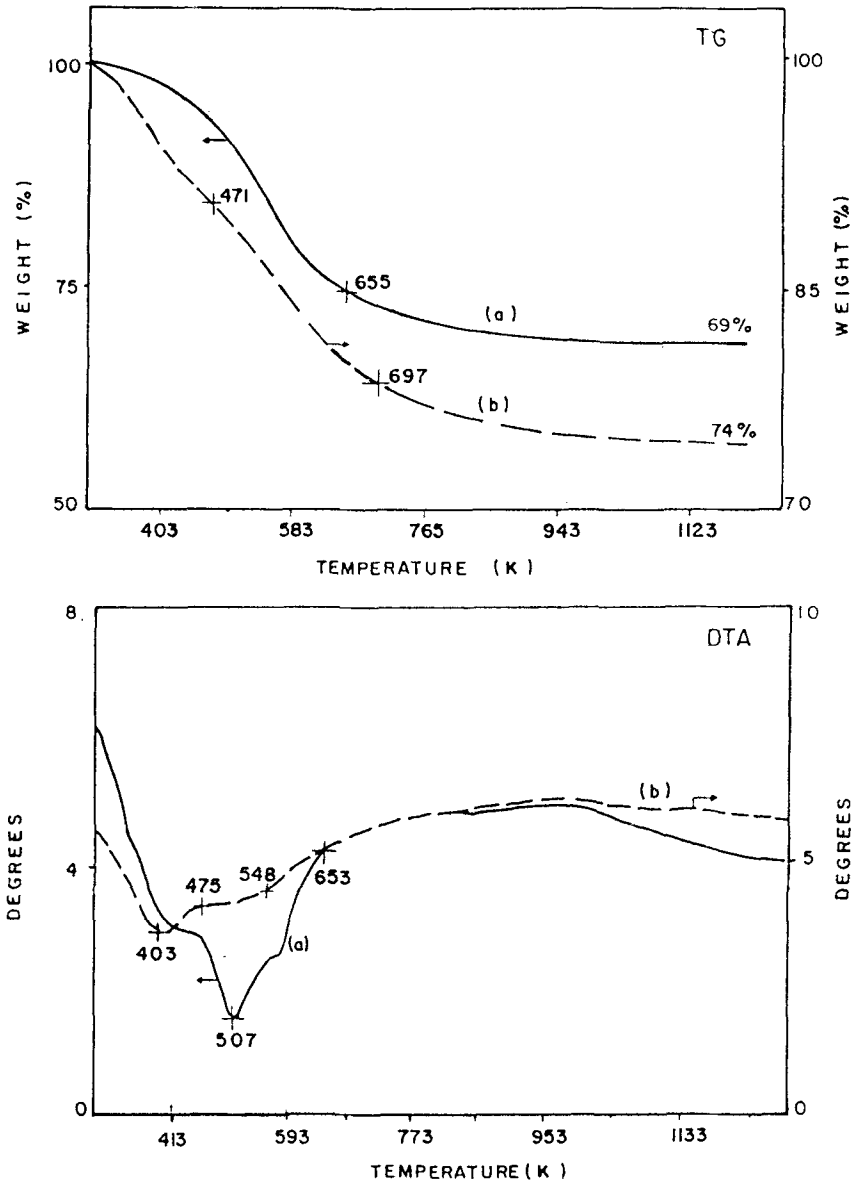 TG
100
100
471
WEIGHT (%)
WEIGHT (%)
655
75
85
(a)
69%
697
(b)
74%
50
70
403 583 765 943 1123
TEMPERATURE (K)
8
10
DTA
(b)
DEGREES
DEGREES
475
548
4
653
5
403
(a)
507
0
0
413 593 773 953 1133
TEMPERATURE (K)